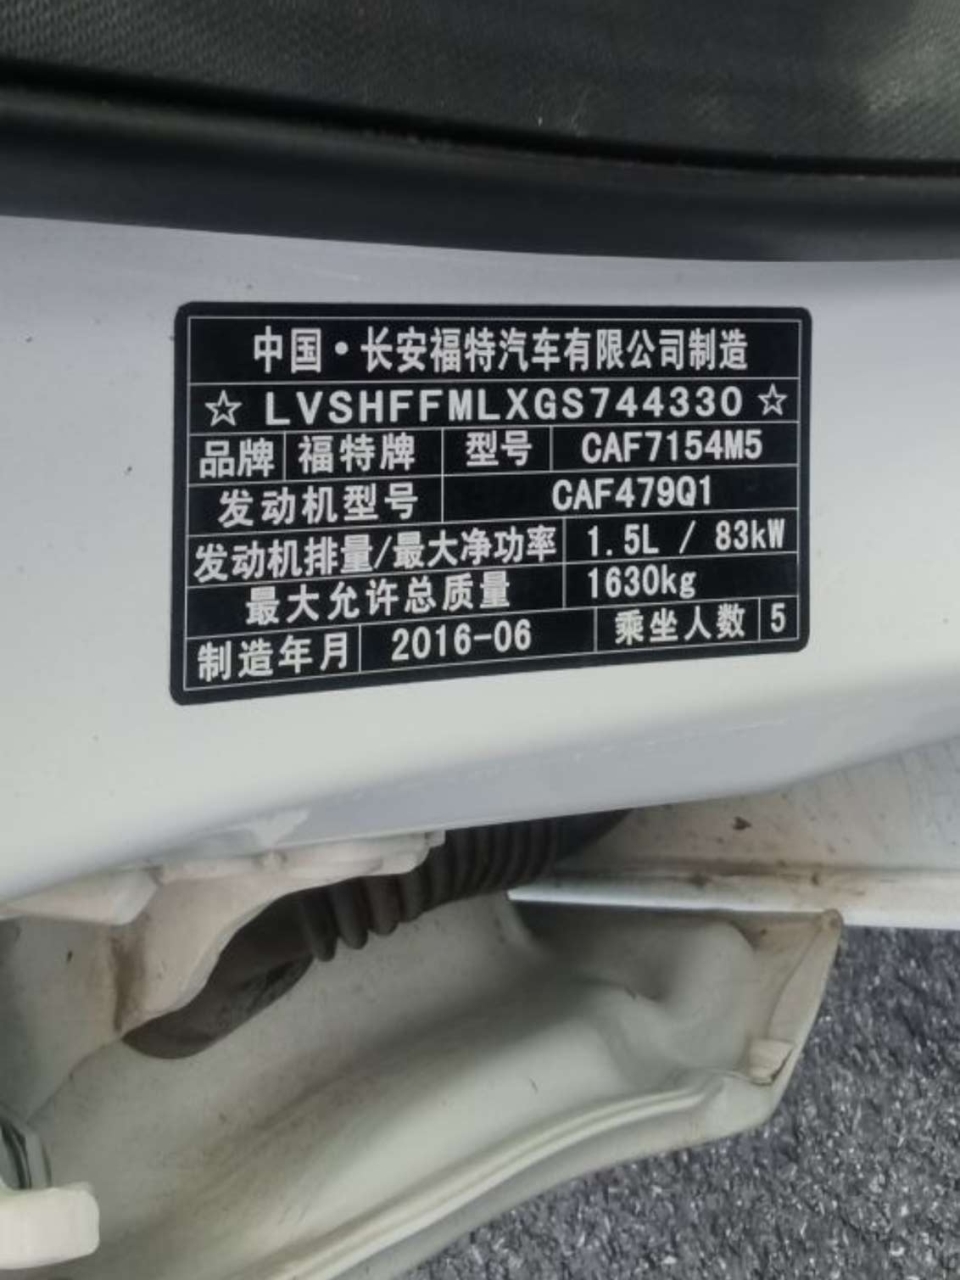 中国·长安福特汽车有限公司制造
☆LVSHFFMLXGS744330☆
品牌 福特牌 型号 CAF7154M5
发动机型号 CAF479Q1
发动机排量/最大净功率 1.5L / 83kW
最大允许总质量 1630kg
制造年月 2016-06 乘坐人数 5